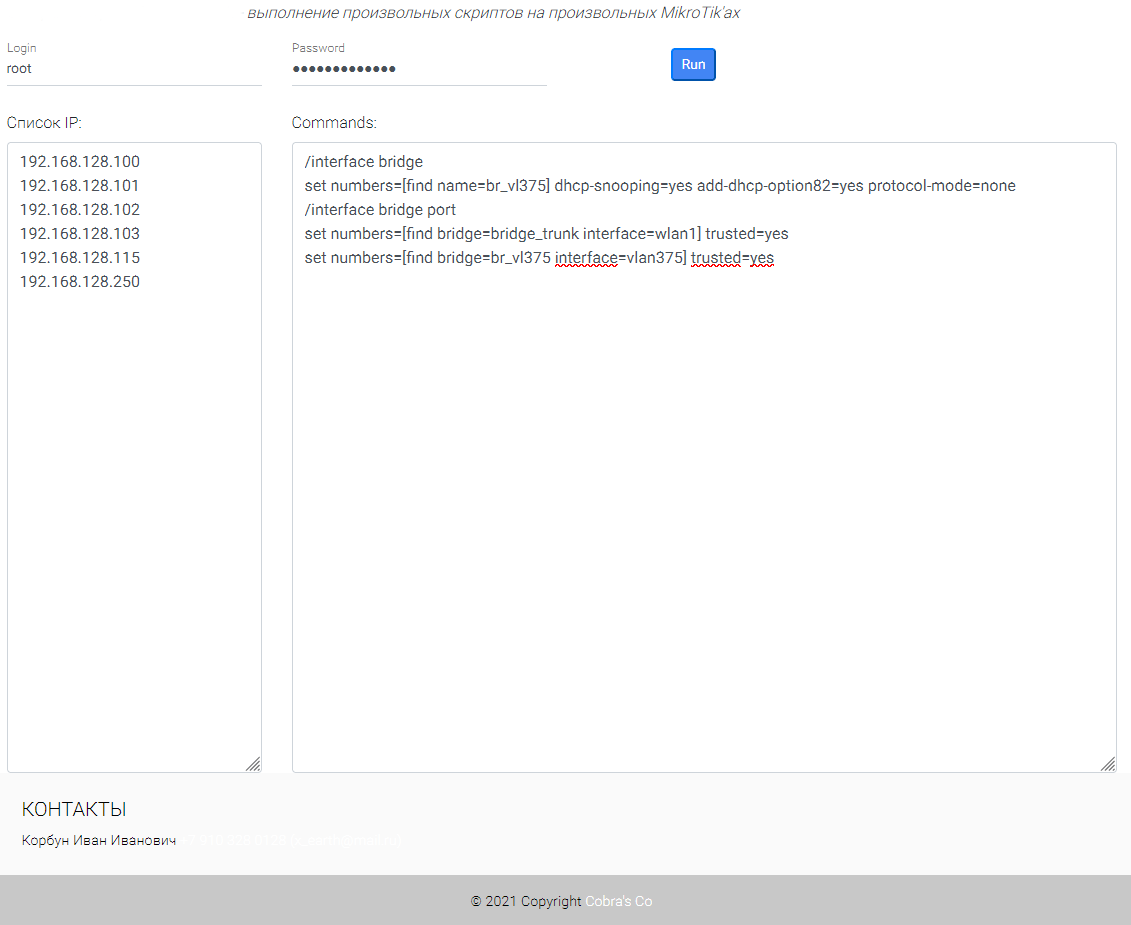 выполнение произвольных скриптов на произвольных MikroTik'ах
Login
Password
root
•••••••••••••
Run
Список IP:
Commands:
192.168.128.100
192.168.128.101
192.168.128.102
192.168.128.103
192.168.128.115
192.168.128.250
/interface bridge
set numbers=[find name=br_vl375] dhcp-snooping=yes add-dhcp-option82=yes protocol-mode=none
/interface bridge port
set numbers=[find bridge=bridge_trunk interface=wlan1] trusted=yes
set numbers=[find bridge=br_vl375 interface=vlan375] trusted=yes
КОНТАКТЫ
Корбун Иван Иванович
© 2021 Copyright Cobra's Co